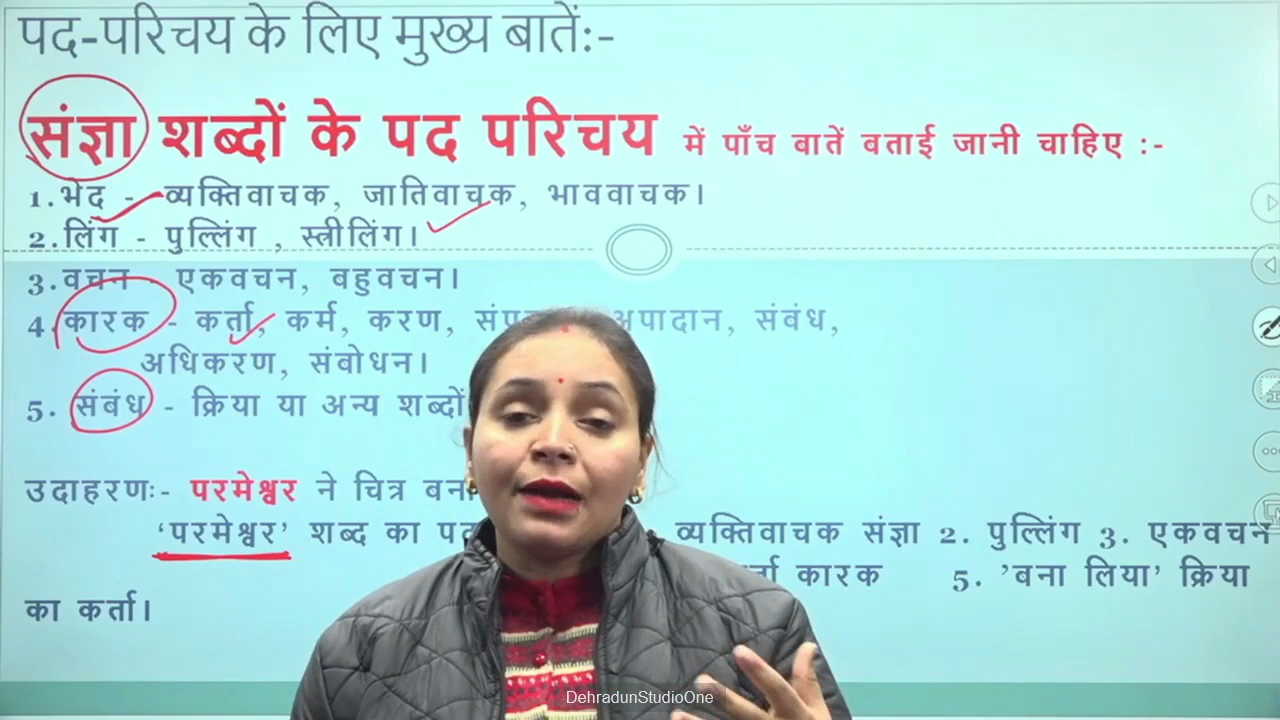 पद-परिचय के लिए मुख्य बातें:-
संज्ञा शब्दों के पद परिचय में पाँच बातें बताई जानी चाहिए :-
1.भेद - व्यक्तिवाचक, जातिवाचक, भाववाचक।
2.लिंग - पुल्लिंग , स्त्रीलिंग।
3.वचन - एकवचन, बहुवचन।
4.कारक - कर्ता, कर्म, करण, अपादान, संबंध,
अधिकरण, संबोधन।
5. संबंध - क्रिया या अन्य शब्दों
उदाहरणः- परमेश्वर ने चित्र
'परमेश्वर' शब्द का व्यक्तिवाचक संज्ञा 2. पुल्लिंग 3. एकवचन
कारक 5. 'बना लिया' क्रिया
का कर्ता।
DehradunStudioOne